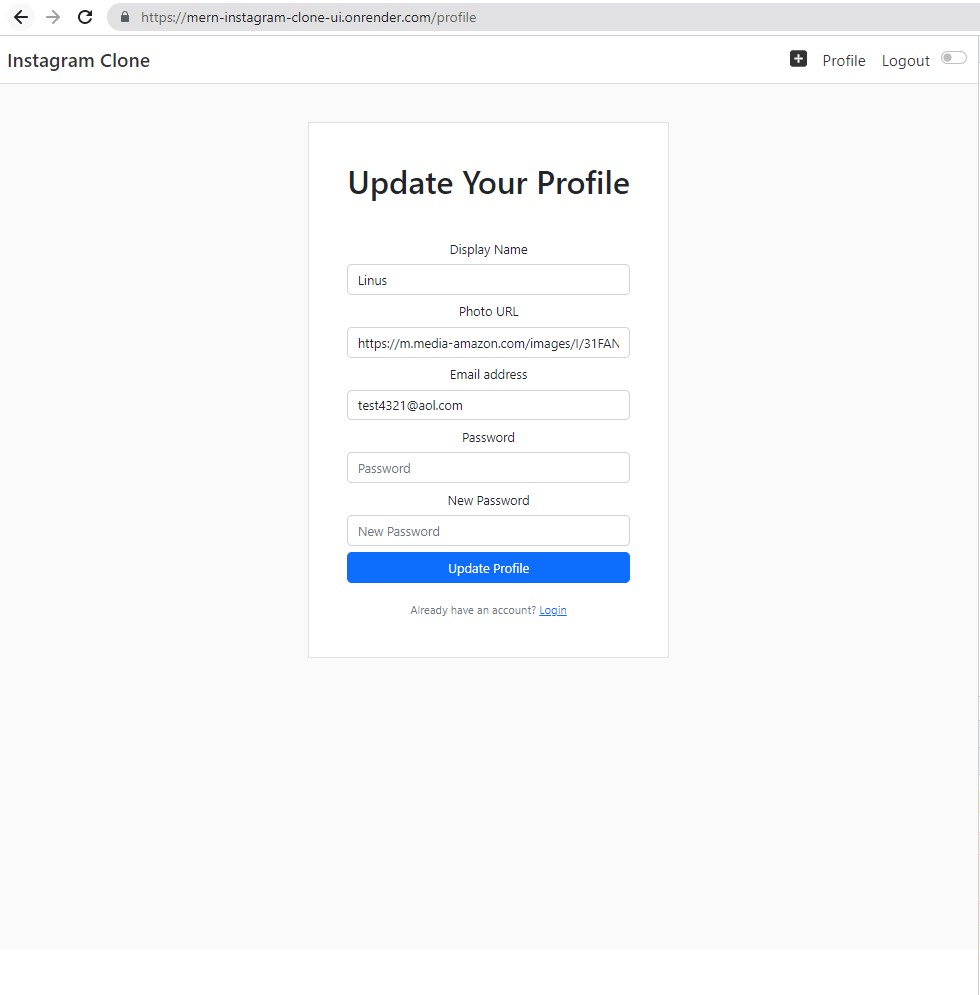 https://mern-instagram-clone-ui.onrender.com/profile
Instagram Clone
Profile Logout
Update Your Profile
Display Name
Linus
Photo URL
https://m.media-amazon.com/images/I/31FAN
Email address
test4321@aol.com
Password
Password
New Password
New Password
Update Profile
Already have an account? Login